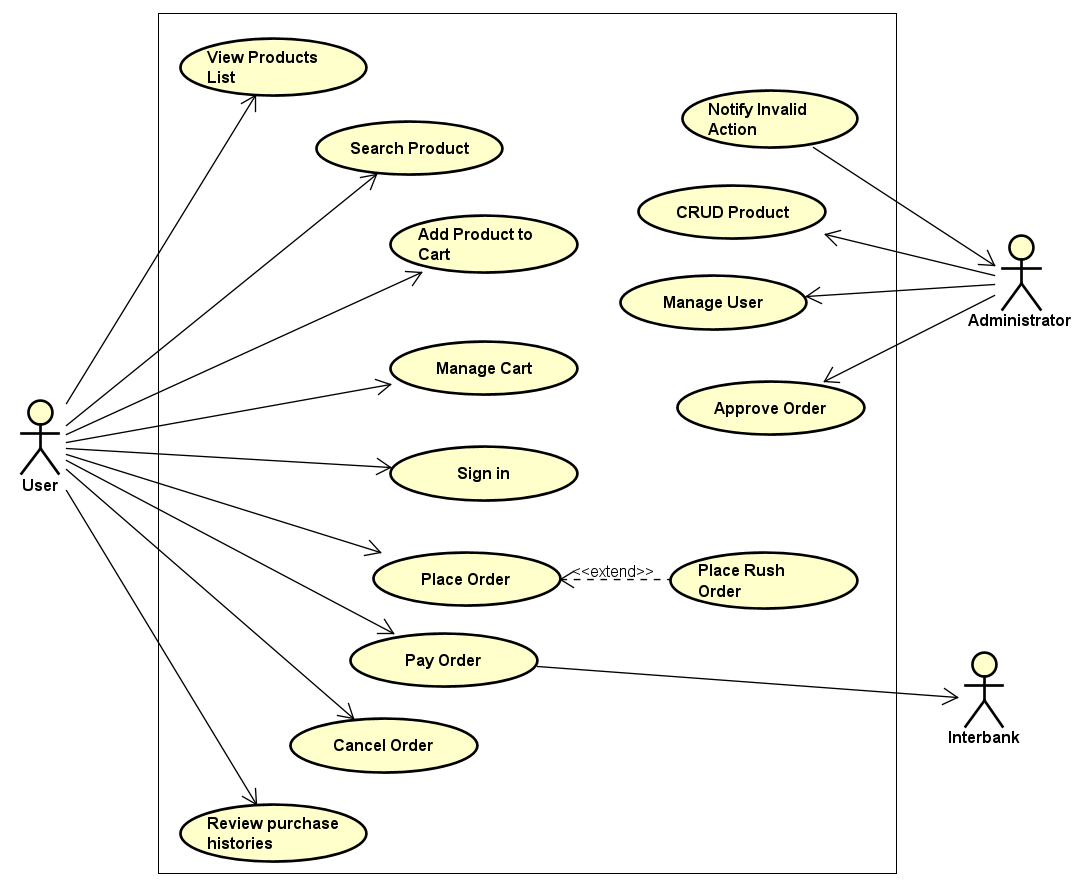 View Products
List
Search Product
Add Product to
Cart
Manage Cart
Sign in
Place Order
<<extend>>
Place Rush
Order
Pay Order
Cancel Order
Review purchase
histories
Notify Invalid
Action
CRUD Product
Manage User
Approve Order
User
Administrator
Interbank